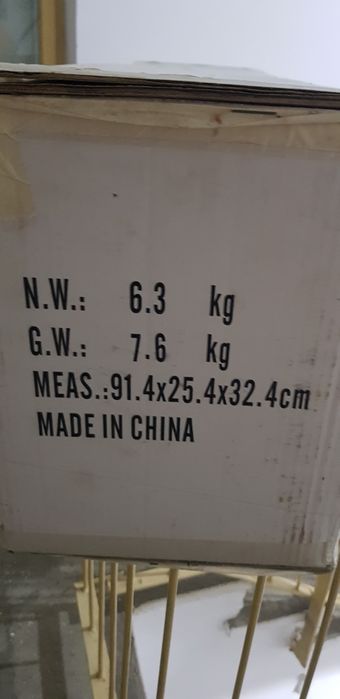 N.W.: 6.3 kg
G.W.: 7.6 kg
MEAS.:91.4x25.4x32.4cm
MADE IN CHINA